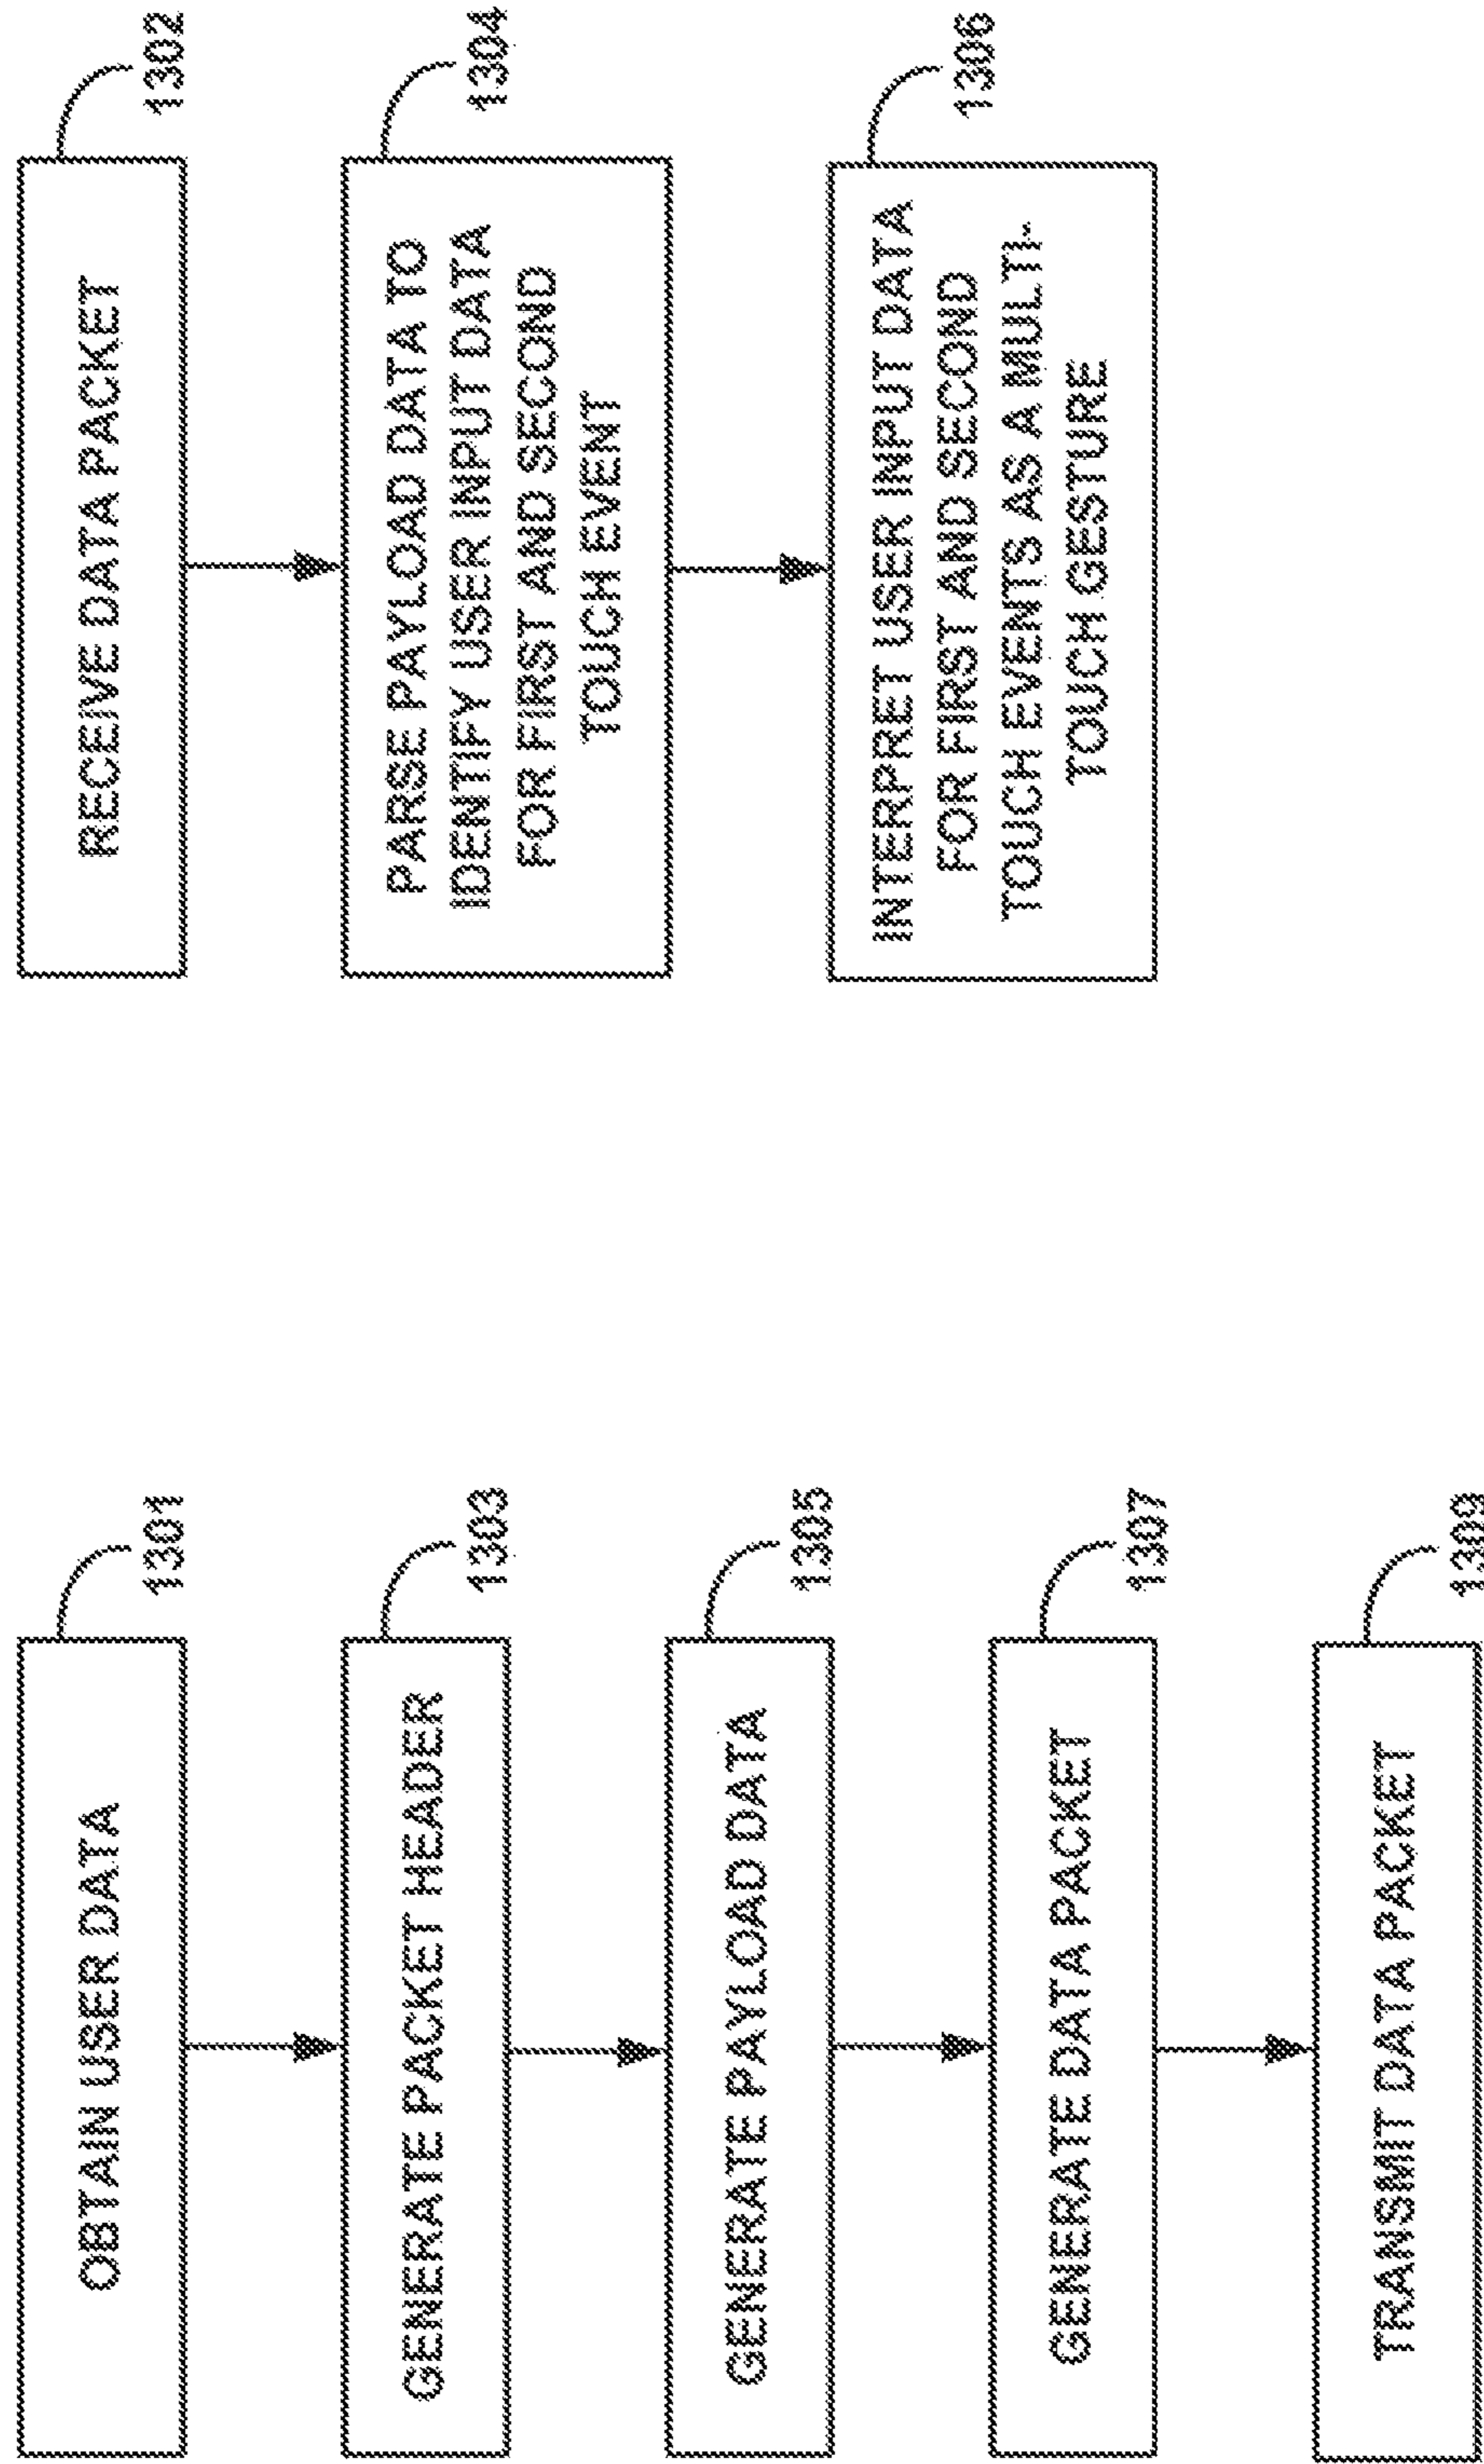 OBTAIN USER DATA
1301
GENERATE PACKET HEADER
1303
GENERATE PAYLOAD DATA
1305
GENERATE DATA PACKET
1307
TRANSMIT DATA PACKET
1309
RECEIVE DATA PACKET
1302
PARSE PAYLOAD DATA TO
IDENTIFY USER INPUT DATA
FOR FIRST AND SECOND
TOUCH EVENT
1304
INTERPRET USER INPUT DATA
FOR FIRST AND SECOND
TOUCH EVENTS AS A MULTI-
TOUCH GESTURE
1306